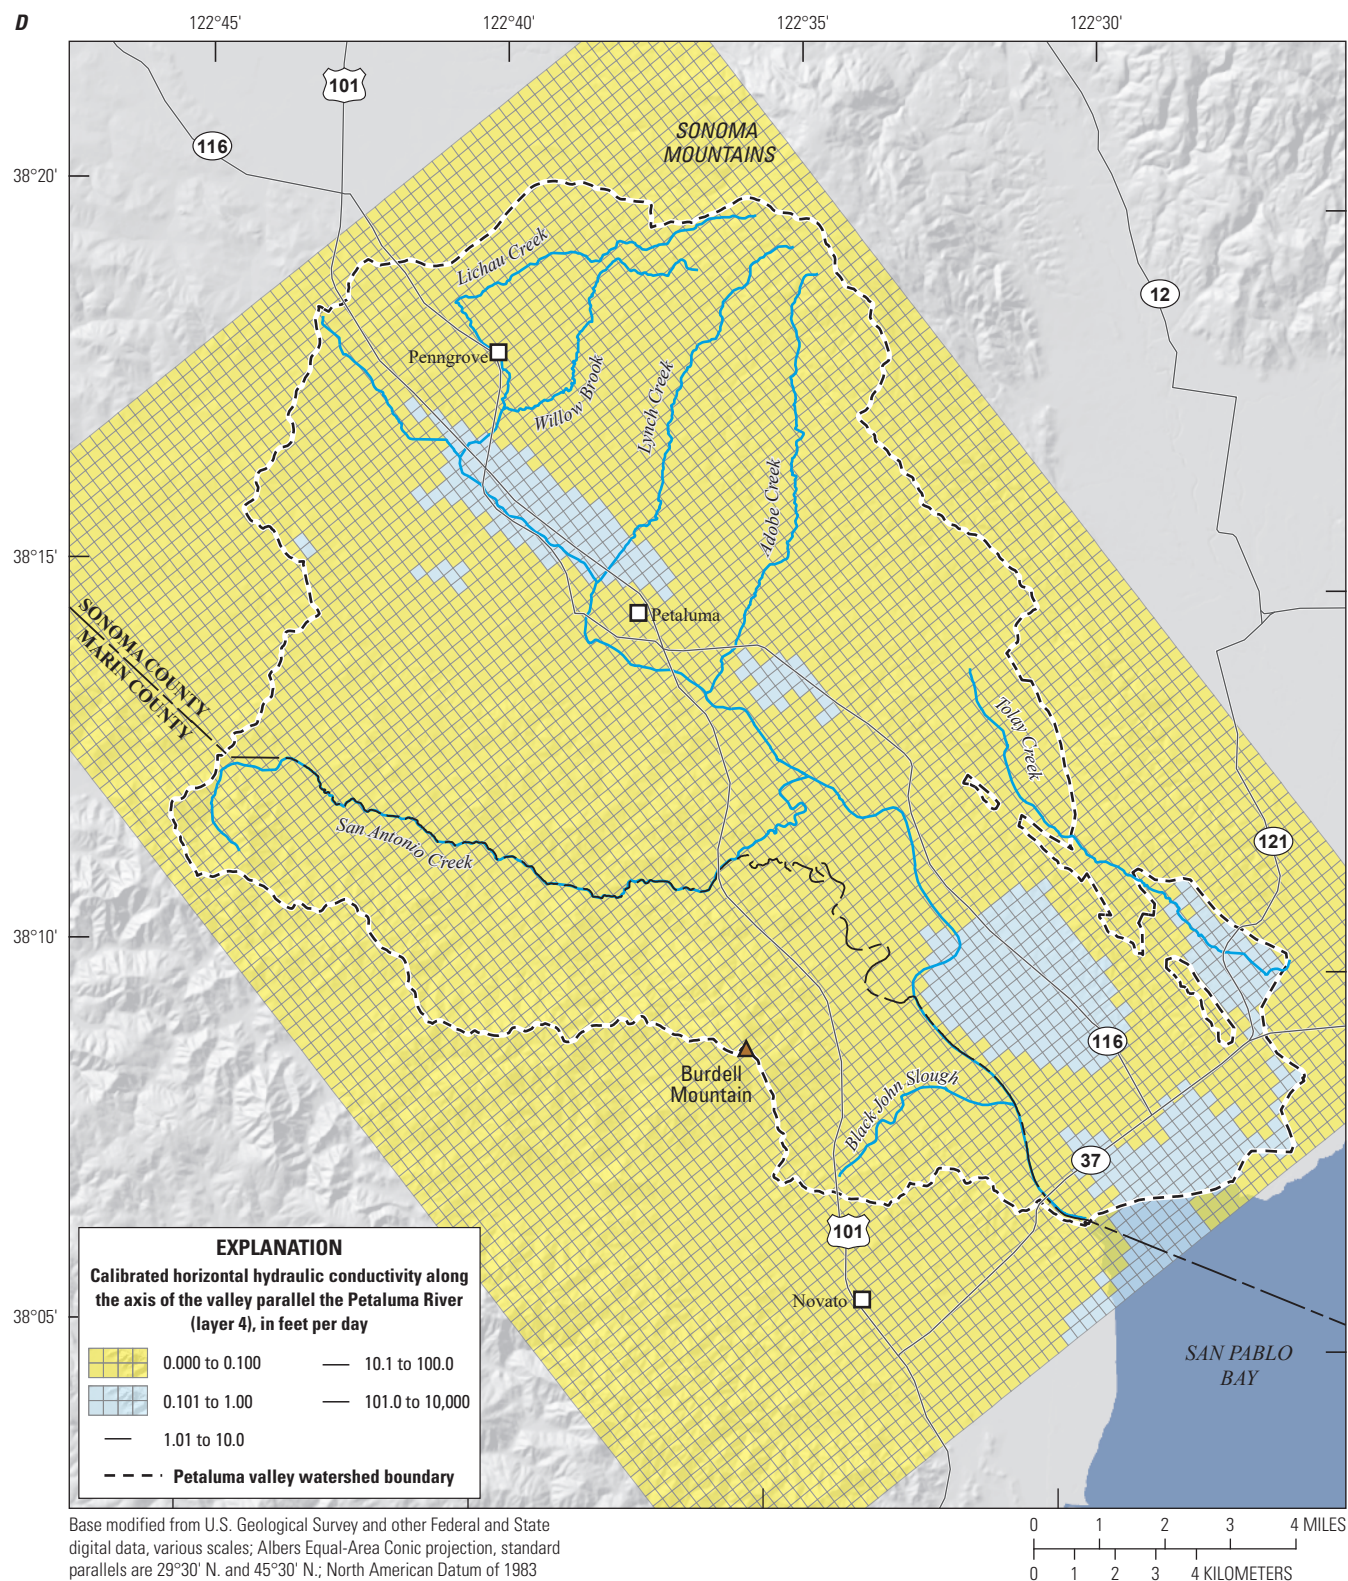 D
122°45'
122°40'
122°35'
122°30'
101
116
SONOMA
MOUNTAINS
38°20'
Lichau Creek
12
Penngrove
Willow Brook
Lynch Creek
Adobe Creek
38°15'
SONOMA COUNTY
MARIN COUNTY
Petaluma
Tolay Creek
San Antonio Creek
121
38°10'
116
Burdell
Mountain
Black John Slough
37
101
Novato
38°05'
SAN PABLO
BAY
EXPLANATION
Calibrated horizontal hydraulic conductivity along
the axis of the valley parallel the Petaluma River
(layer 4), in feet per day
0.000 to 0.100
10.1 to 100.0
0.101 to 1.00
101.0 to 10,000
1.01 to 10.0
Petaluma valley watershed boundary
Base modified from U.S. Geological Survey and other Federal and State
digital data, various scales; Albers Equal-Area Conic projection, standard
parallels are 29°30' N. and 45°30' N.; North American Datum of 1983
0 1 2 3 4 MILES
0 1 2 3 4 KILOMETERS